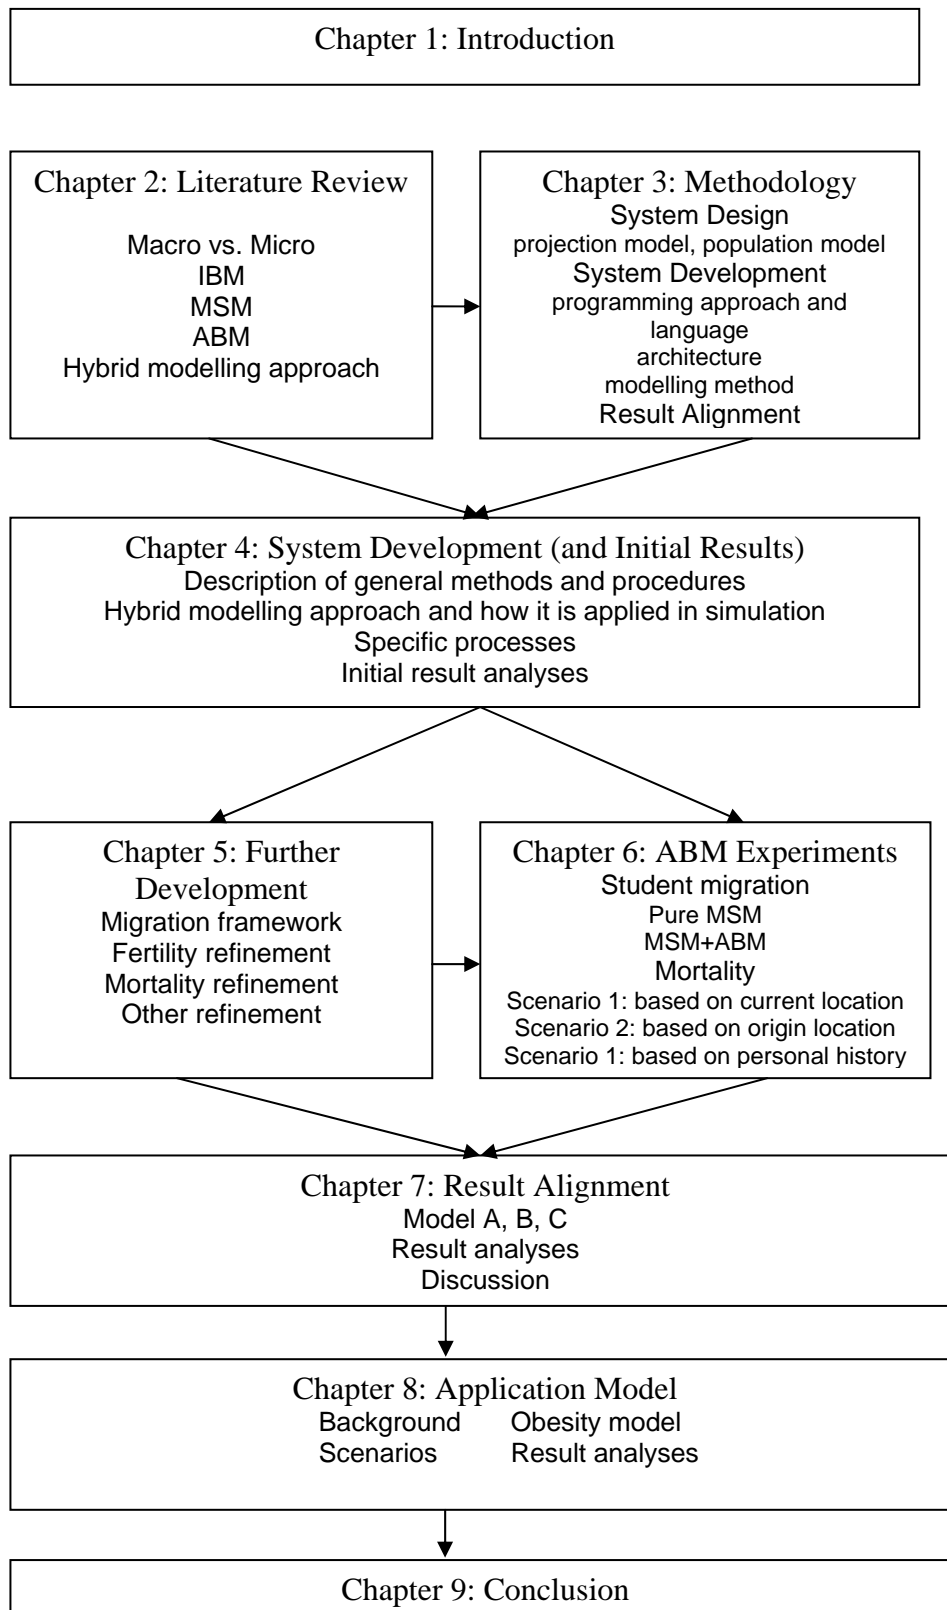 Chapter 1: Introduction
Chapter 2: Literature Review
Macro vs. Micro
IBM
MSM
ABM
Hybrid modelling approach
Chapter 3: Methodology
System Design
projection model, population model
System Development
programming approach and
language
architecture
modelling method
Result Alignment
Chapter 4: System Development (and Initial Results)
Description of general methods and procedures
Hybrid modelling approach and how it is applied in simulation
Specific processes
Initial result analyses
Chapter 5: Further
Development
Migration framework
Fertility refinement
Mortality refinement
Other refinement
Chapter 6: ABM Experiments
Student migration
Pure MSM
MSM+ABM
Mortality
Scenario 1: based on current location
Scenario 2: based on origin location
Scenario 1: based on personal history
Chapter 7: Result Alignment
Model A, B, C
Result analyses
Discussion
Chapter 8: Application Model
Background Obesity model
Scenarios Result analyses
Chapter 9: Conclusion